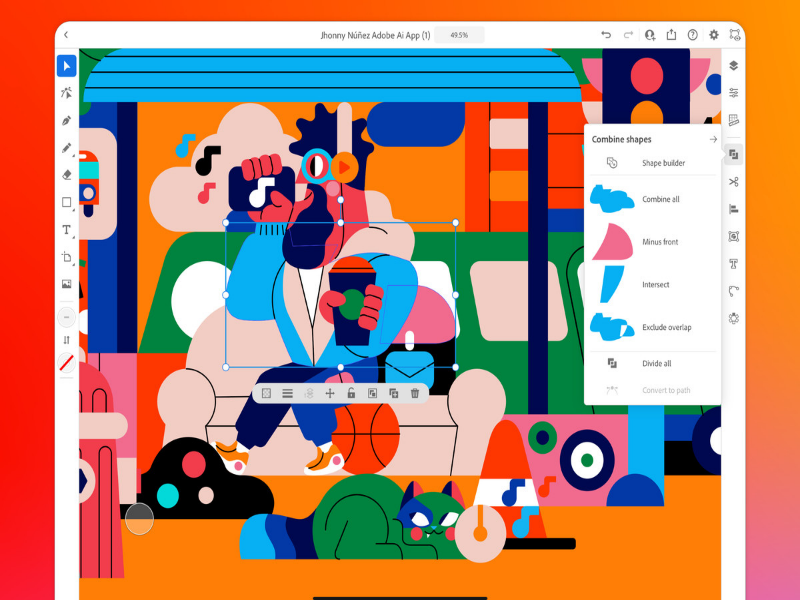 Jhonny Núñez Adobe Ai App (1)
49.5%
Combine shapes
Shape builder
Combine all
Minus front
Intersect
Exclude overlap
Divide all
Convert to path